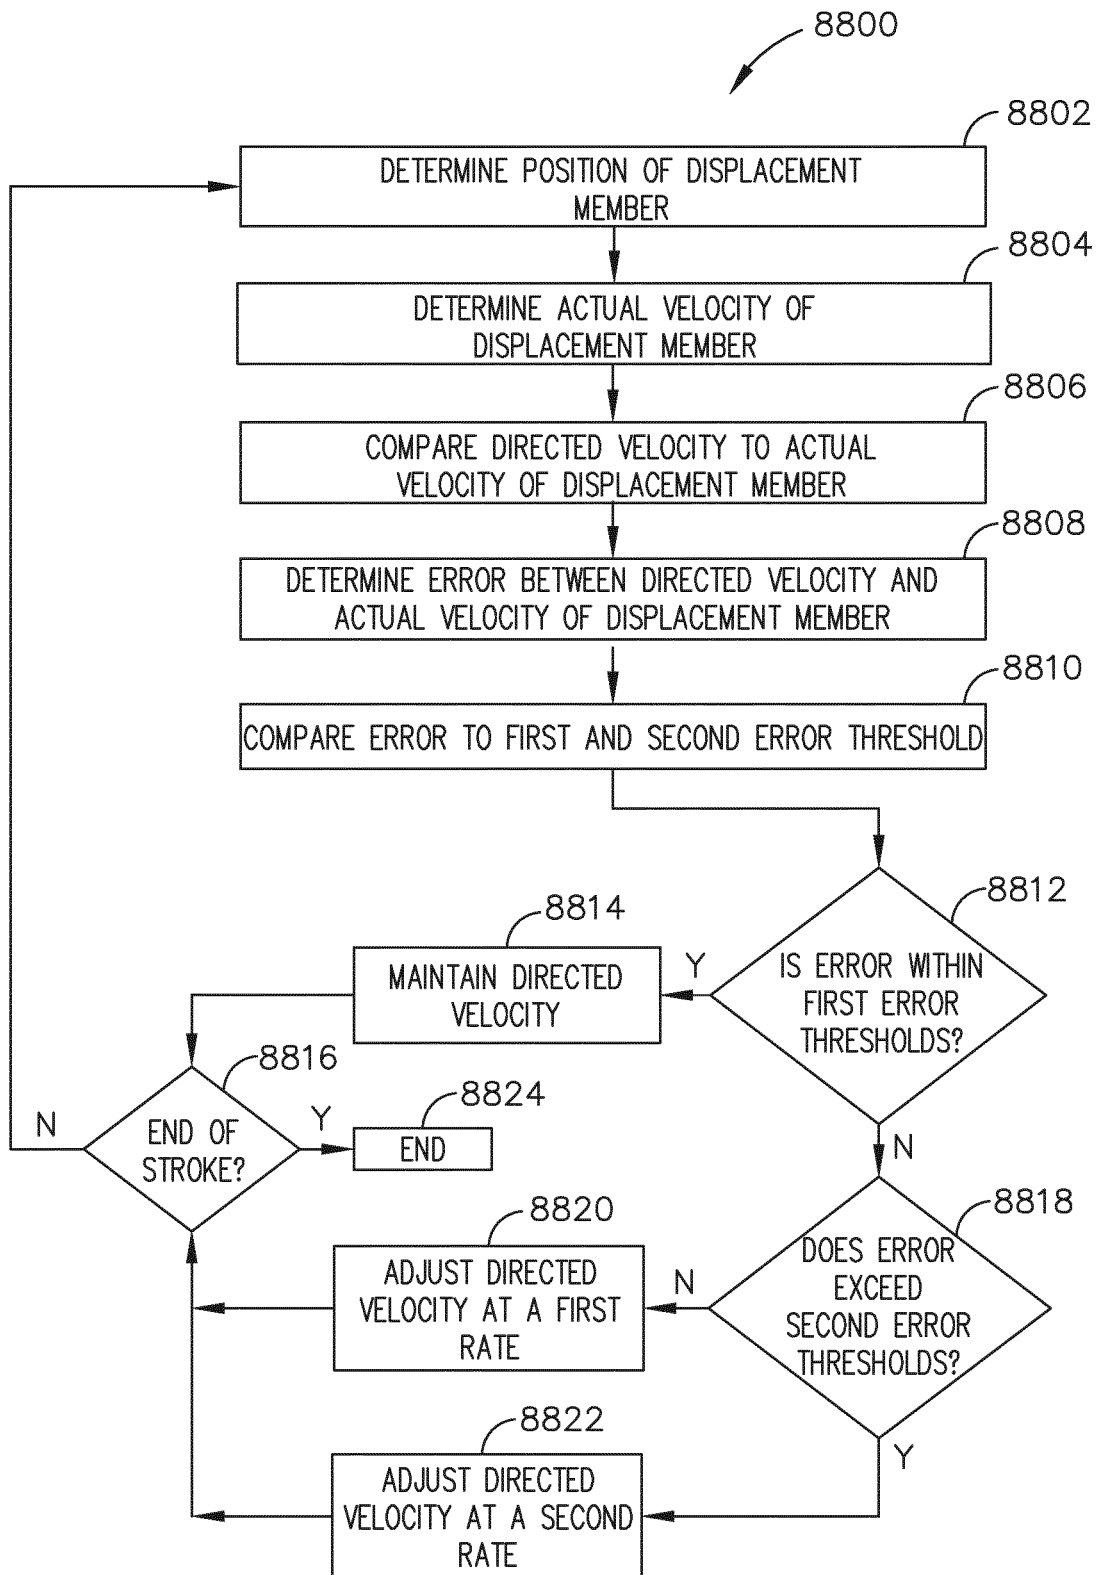 8800
8802
DETERMINE POSITION OF DISPLACEMENT
MEMBER
8804
DETERMINE ACTUAL VELOCITY OF
DISPLACEMENT MEMBER
8806
COMPARE DIRECTED VELOCITY TO ACTUAL
VELOCITY OF DISPLACEMENT MEMBER
8808
DETERMINE ERROR BETWEEN DIRECTED VELOCITY AND
ACTUAL VELOCITY OF DISPLACEMENT MEMBER
8810
COMPARE ERROR TO FIRST AND SECOND ERROR THRESHOLD
8812
IS ERROR WITHIN
FIRST ERROR
THRESHOLDS?
Y
8814
MAINTAIN DIRECTED
VELOCITY
8816
END OF
STROKE?
N
Y
8824
END
N
8818
DOES ERROR
EXCEED
SECOND ERROR
THRESHOLDS?
N
8820
ADJUST DIRECTED
VELOCITY AT A FIRST
RATE
Y
8822
ADJUST DIRECTED
VELOCITY AT A SECOND
RATE